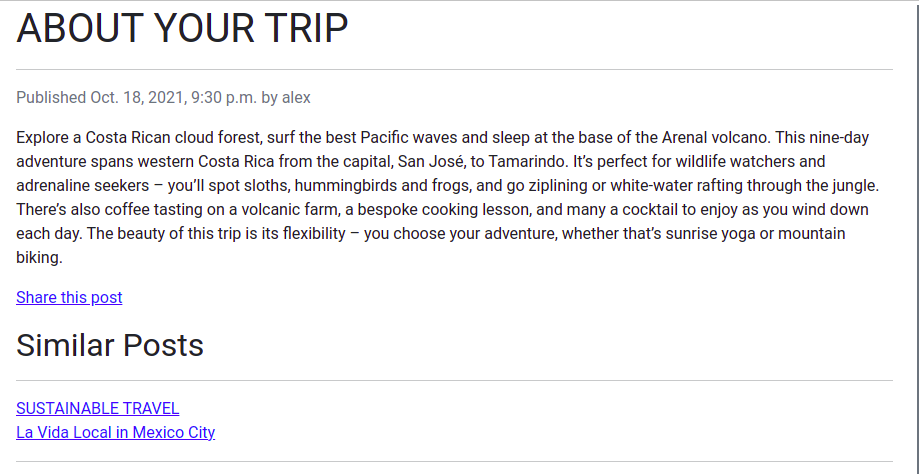 ABOUT YOUR TRIP
Published Oct. 18, 2021, 9:30 p.m. by alex
Explore a Costa Rican cloud forest, surf the best Pacific waves and sleep at the base of the Arenal volcano. This nine-day
adventure spans western Costa Rica from the capital, San José, to Tamarindo. It’s perfect for wildlife watchers and
adrenaline seekers – you’ll spot sloths, hummingbirds and frogs, and go ziplining or white-water rafting through the jungle.
There’s also coffee tasting on a volcanic farm, a bespoke cooking lesson, and many a cocktail to enjoy as you wind down
each day. The beauty of this trip is its flexibility – you choose your adventure, whether that’s sunrise yoga or mountain
biking.
Share this post
Similar Posts
SUSTAINABLE TRAVEL
La Vida Local in Mexico City